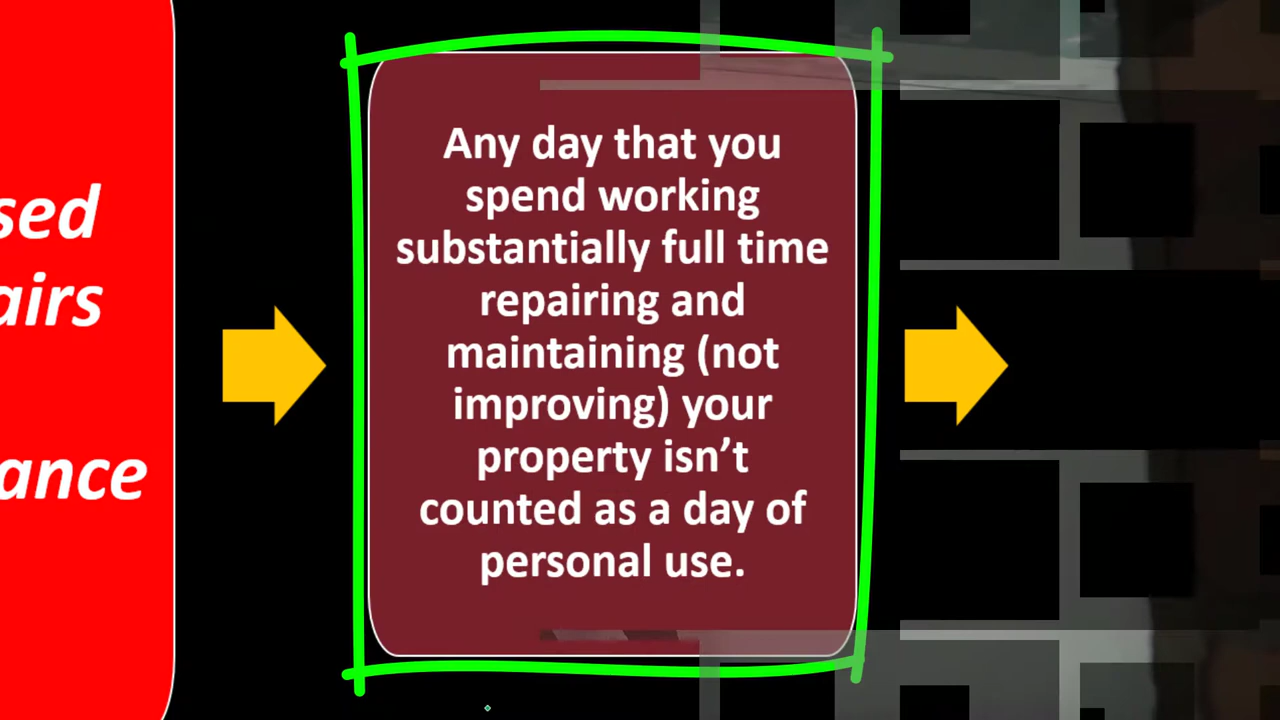 sed
airs
ance
Any day that you
spend working
substantially full time
repairing and
maintaining (not
improving) your
property isn’t
counted as a day of
personal use.